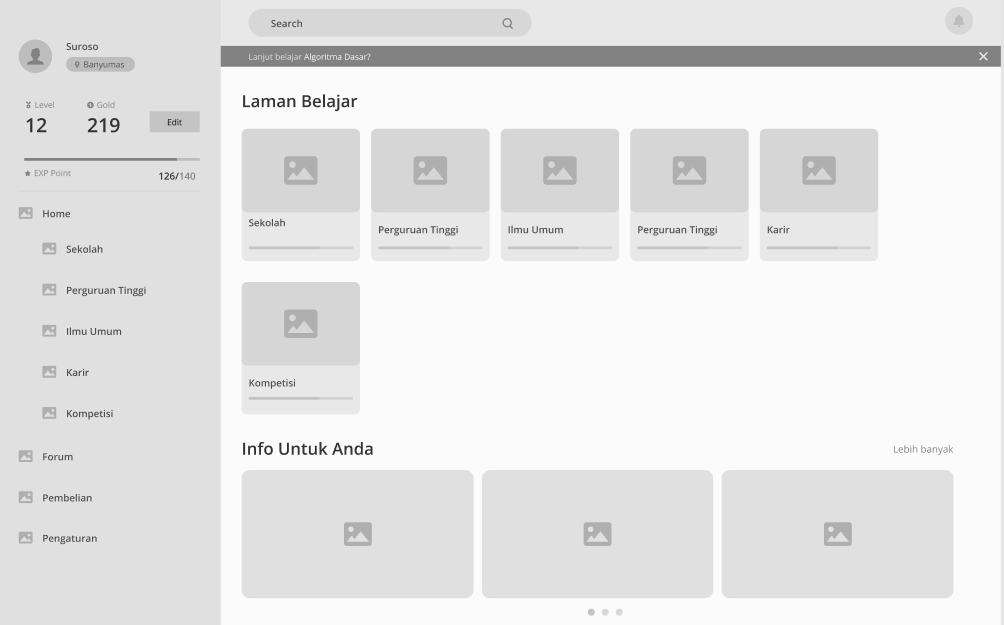 Suroso
Banyumas
Level
Gold
12
219
Edit
EXP Point
126/140
Home
Sekolah
Perguruan Tinggi
Ilmu Umum
Karir
Kompetisi
Forum
Pembelian
Pengaturan
Search
Lanjut belajar Algoritma Dasar?
Laman Belajar
Sekolah
Perguruan Tinggi
Ilmu Umum
Perguruan Tinggi
Karir
Kompetisi
Info Untuk Anda
Lebih banyak